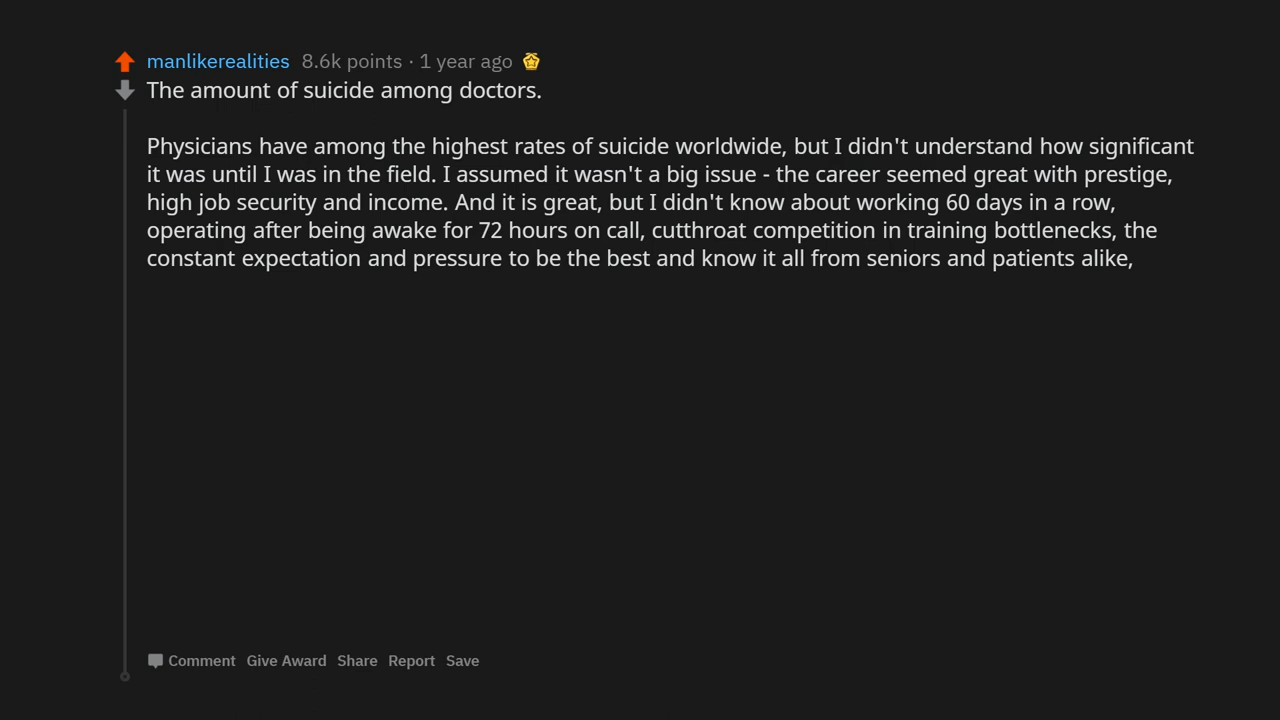 manlikerealities 8.6k points · 1 year ago
The amount of suicide among doctors.
Physicians have among the highest rates of suicide worldwide, but I didn't understand how significant
it was until I was in the field. I assumed it wasn't a big issue - the career seemed great with prestige,
high job security and income. And it is great, but I didn't know about working 60 days in a row,
operating after being awake for 72 hours on call, cutthroat competition in training bottlenecks, the
constant expectation and pressure to be the best and know it all from seniors and patients alike,
Comment Give Award Share Report Save